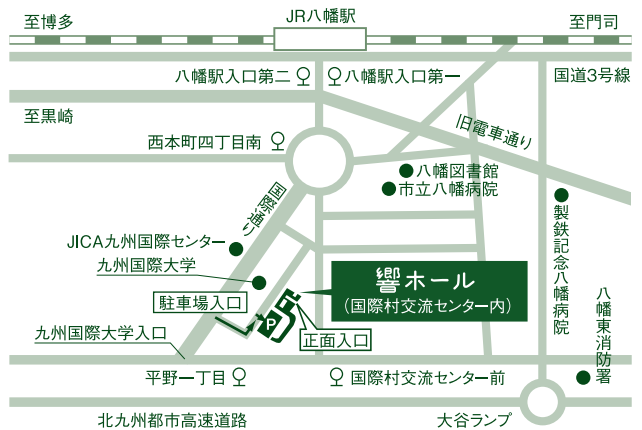 JR八幡駅
至博多
至門司
八幡駅入口第二
八幡駅入口第一
国道3号線
至黒崎
旧電車通り
西本町四丁目南
八幡図書館
市立八幡病院
国際通り
製鉄記念八幡病院
JICA九州国際センター
九州国際大学
響ホール
(国際村交流センター内)
駐車場入口
P
正面入口
八幡東消防署
九州国際大学入口
平野一丁目
国際村交流センター前
北九州都市高速道路
大谷ランプ